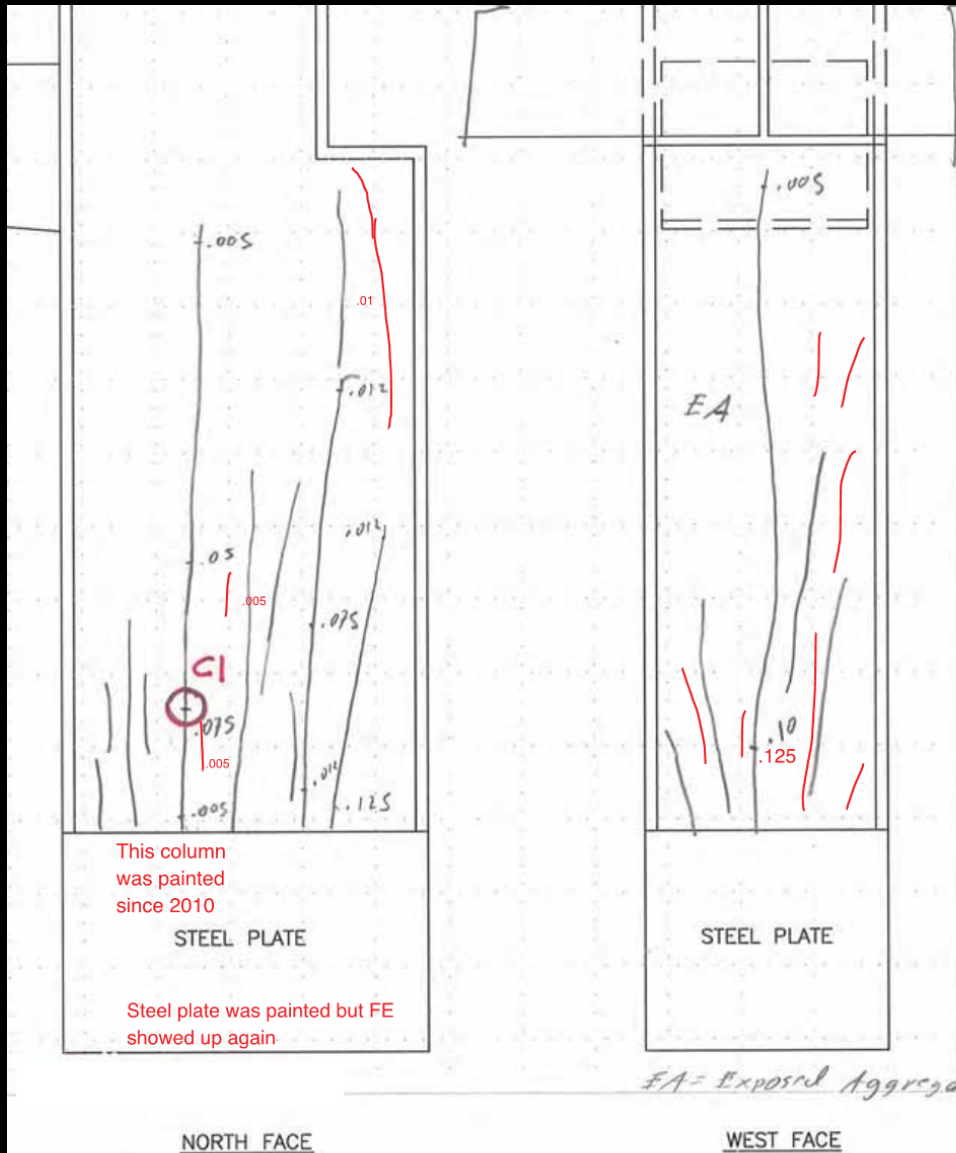 .005
.01
.012
.05
.005
.012
.075
C1
.075
.005
.012
.005
.125
This column
was painted
since 2010
STEEL PLATE
Steel plate was painted but FE
showed up again
NORTH FACE
.005
EA
.10
.125
STEEL PLATE
EA = Exposed Aggrega
WEST FACE